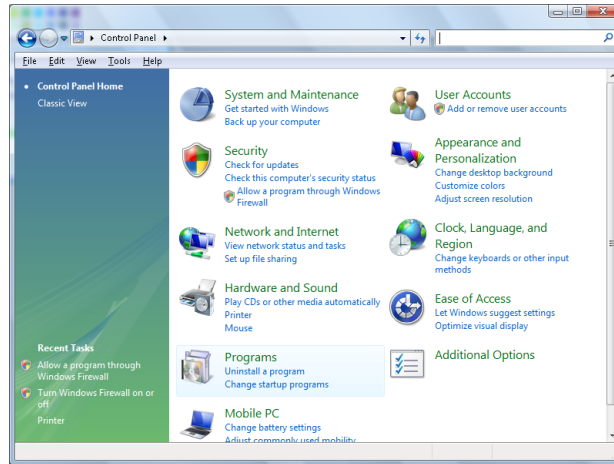 Control Panel
File Edit View Tools Help
Control Panel Home
Classic View
Recent Tasks
Allow a program through
Windows Firewall
Turn Windows Firewall on or
off
Printer
System and Maintenance
Get started with Windows
Back up your computer
Security
Check for updates
Check this computer's security status
Allow a program through Windows
Firewall
Network and Internet
View network status and tasks
Set up file sharing
Hardware and Sound
Play CDs or other media automatically
Printer
Mouse
Programs
Uninstall a program
Change startup programs
Mobile PC
Change battery settings
Adjust commonly used mobility
User Accounts
Add or remove user accounts
Appearance and
Personalization
Change desktop background
Customize colors
Adjust screen resolution
Clock, Language, and
Region
Change keyboards or other input
methods
Ease of Access
Let Windows suggest settings
Optimize visual display
Additional Options